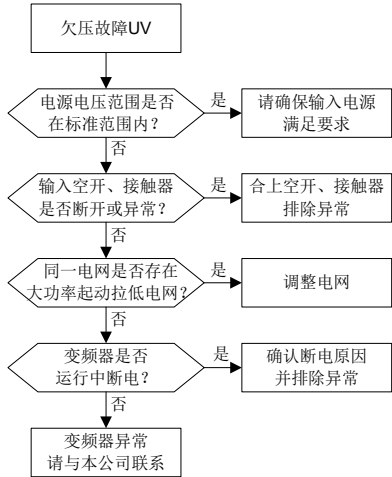 欠压故障UV
电源电压范围是否
在标准范围内？
是
请确保输入电源
满足要求
否
输入空开、接触器
是否断开或异常？
是
合上空开、接触器
排除异常
否
同一电网是否存在
大功率起动拉低电网？
是
调整电网
否
变频器是否
运行中断电？
是
确认断电原因
并排除异常
否
变频器异常
请与本公司联系